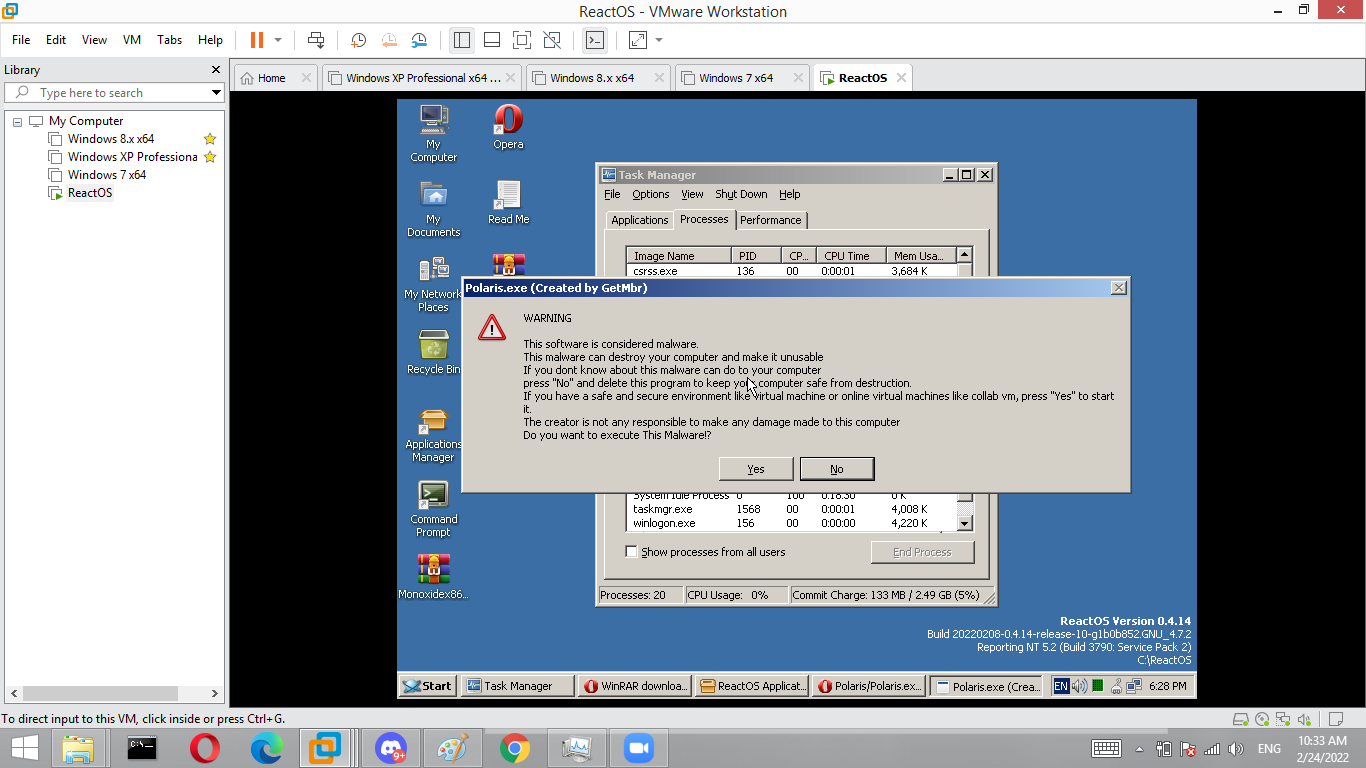 ReactOS - VMware Workstation
File Edit View VM Tabs Help
Library
Type here to search
My Computer
Windows 8.x x64
Windows XP Professiona
Windows 7 x64
ReactOS
Home
Windows XP Professional x64 ...
Windows 8.x x64
Windows 7 x64
ReactOS
My Computer
Opera
My Documents
Read Me
My Network Places
Recycle Bin
Applications Manager
Command Prompt
Monoxidex86...
Task Manager
File Options View Shut Down Help
Applications Processes Performance
Image Name PID CP... CPU Time Mem Usa...
csrss.exe 136 00 0:00:01 3,684 K
Polaris.exe (Created by GetMbr)
WARNING
This software is considered malware.
This malware can destroy your computer and make it unusable
If you dont know about this malware can do to your computer
press "No" and delete this program to keep your computer safe from destruction.
If you have a safe and secure environment like virtual machine or online virtual machines like collab vm, press "Yes" to start
it.
The creator is not any responsible to make any damage made to this computer
Do you want to execute This Malware!?
Yes No
System Idle Process 0 100 0:18:30 0 K
taskmgr.exe 1568 00 0:00:01 4,008 K
winlogon.exe 156 00 0:00:00 4,220 K
Show processes from all users
End Process
Processes: 20 CPU Usage: 0% Commit Charge: 133 MB / 2.49 GB (5%)
ReactOS Version 0.4.14
Build 20220208-0.4.14-release-10-g1b0b852.GNU_4.7.2
Reporting NT 5.2 (Build 3790: Service Pack 2)
C:\ReactOS
Start
Task Manager
WinRAR downloa...
ReactOS Applicat...
Polaris/Polaris.ex...
Polaris.exe (Crea...
EN
6:28 PM
To direct input to this VM, click inside or press Ctrl+G.
C:\_
9+
ENG
10:33 AM
2/24/2022